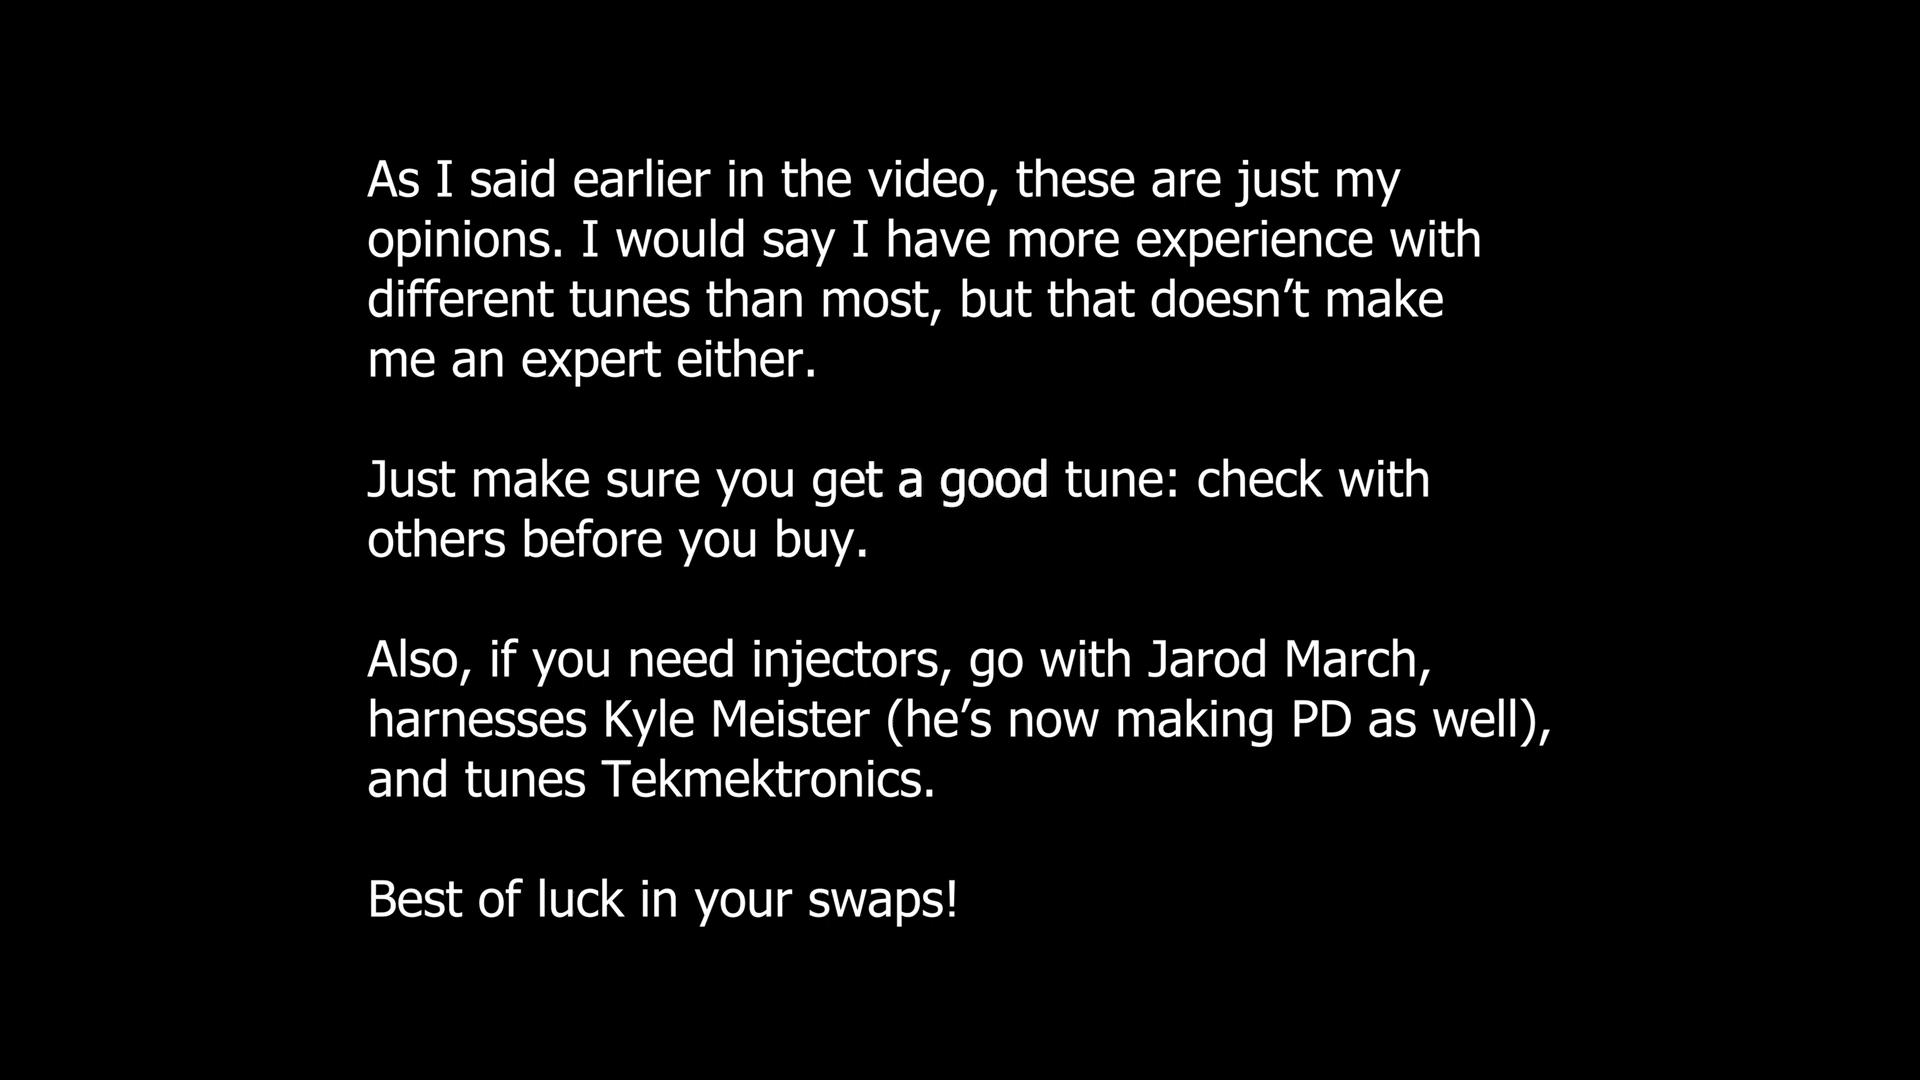 As I said earlier in the video, these are just my
opinions. I would say I have more experience with
different tunes than most, but that doesn’t make
me an expert either.
Just make sure you get a good tune: check with
others before you buy.
Also, if you need injectors, go with Jarod March,
harnesses Kyle Meister (he’s now making PD as well),
and tunes Tekmektronics.
Best of luck in your swaps!